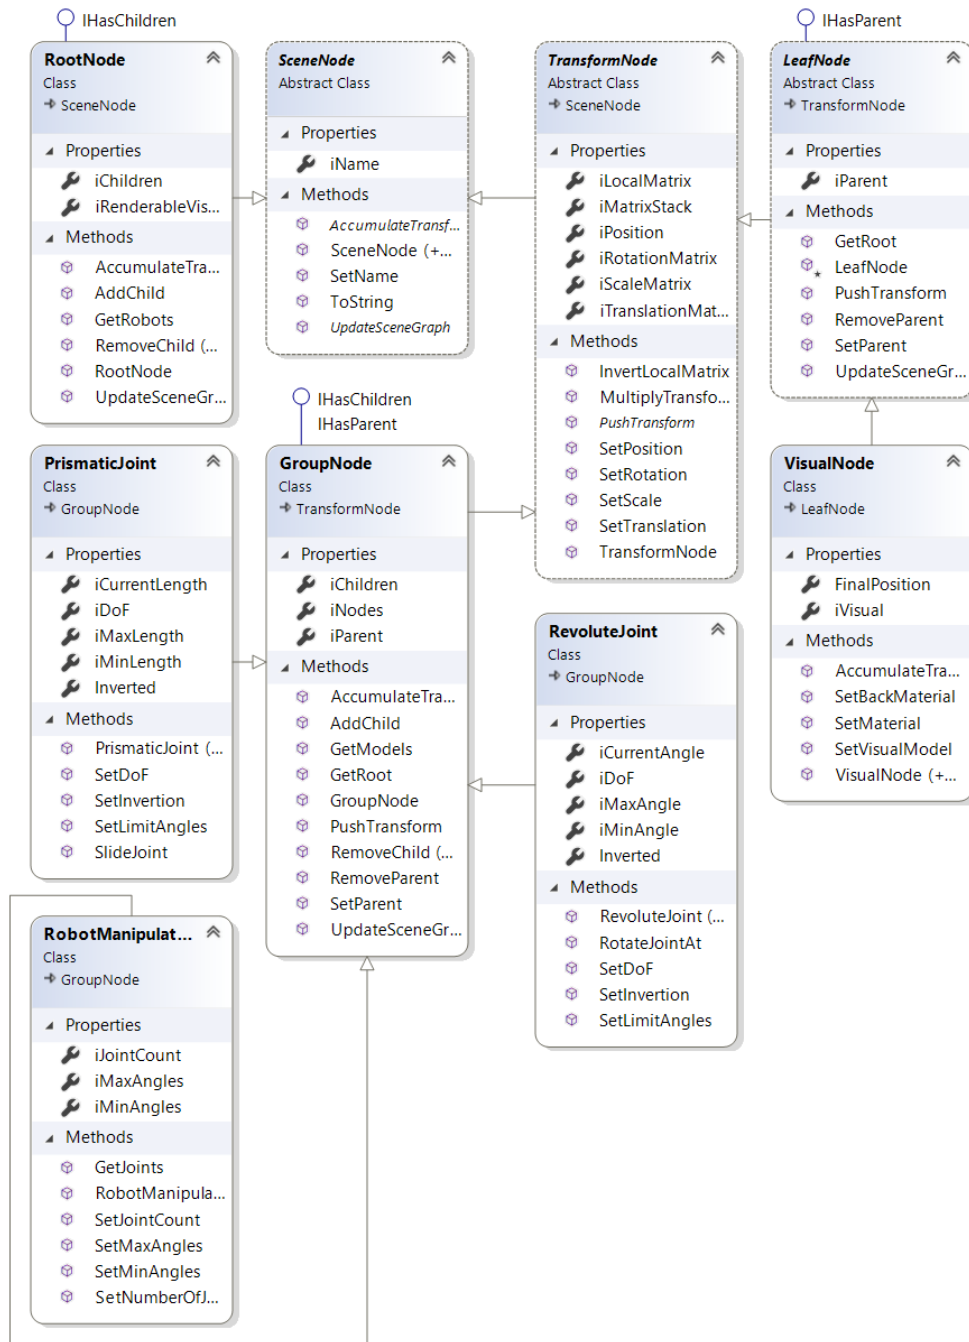 IHasChildren
RootNode
Class
SceneNode
Properties
iChildren
iRenderableVis...
Methods
AccumulateTra...
AddChild
GetRobots
RemoveChild (...
RootNode
UpdateSceneGr...
SceneNode
Abstract Class
Properties
iName
Methods
AccumulateTransf...
SceneNode (+...
SetName
ToString
UpdateSceneGraph
TransformNode
Abstract Class
SceneNode
Properties
iLocalMatrix
iMatrixStack
iPosition
iRotationMatrix
iScaleMatrix
iTranslationMat...
Methods
InvertLocalMatrix
MultiplyTransfo...
PushTransform
SetPosition
SetRotation
SetScale
SetTranslation
TransformNode
IHasParent
LeafNode
Abstract Class
TransformNode
Properties
iParent
Methods
GetRoot
LeafNode
PushTransform
RemoveParent
SetParent
UpdateSceneGr...
PrismaticJoint
Class
GroupNode
Properties
iCurrentLength
iDoF
iMaxLength
iMinLength
Inverted
Methods
PrismaticJoint (...
SetDoF
SetInvertion
SetLimitAngles
SlideJoint
IHasChildren
IHasParent
GroupNode
Class
TransformNode
Properties
iChildren
iNodes
iParent
Methods
AccumulateTra...
AddChild
GetModels
GetRoot
GroupNode
PushTransform
RemoveChild (...
RemoveParent
SetParent
UpdateSceneGr...
RevoluteJoint
Class
GroupNode
Properties
iCurrentAngle
iDoF
iMaxAngle
iMinAngle
Inverted
Methods
RevoluteJoint (...
RotateJointAt
SetDoF
SetInvertion
SetLimitAngles
VisualNode
Class
LeafNode
Properties
FinalPosition
iVisual
Methods
AccumulateTra...
SetBackMaterial
SetMaterial
SetVisualModel
VisualNode (+...
RobotManipulat...
Class
GroupNode
Properties
iJointCount
iMaxAngles
iMinAngles
Methods
GetJoints
RobotManipula...
SetJointCount
SetMaxAngles
SetMinAngles
SetNumberOfJ...